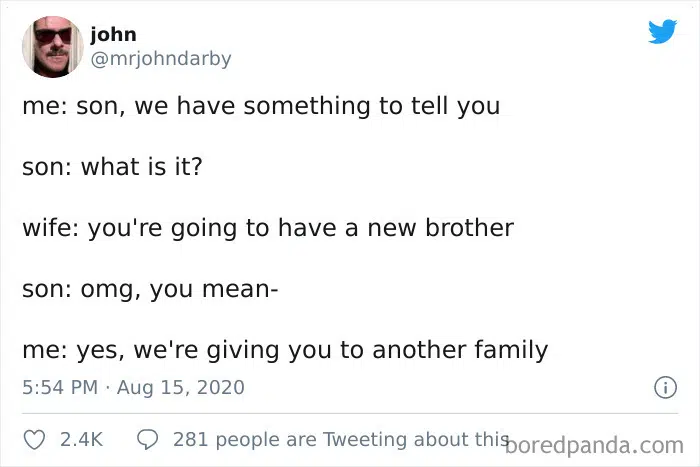 john
@mrjohndarby
me: son, we have something to tell you
son: what is it?
wife: you're going to have a new brother
son: omg, you mean-
me: yes, we're giving you to another family
5:54 PM · Aug 15, 2020
2.4K 281 people are Tweeting about this
boredpanda.com